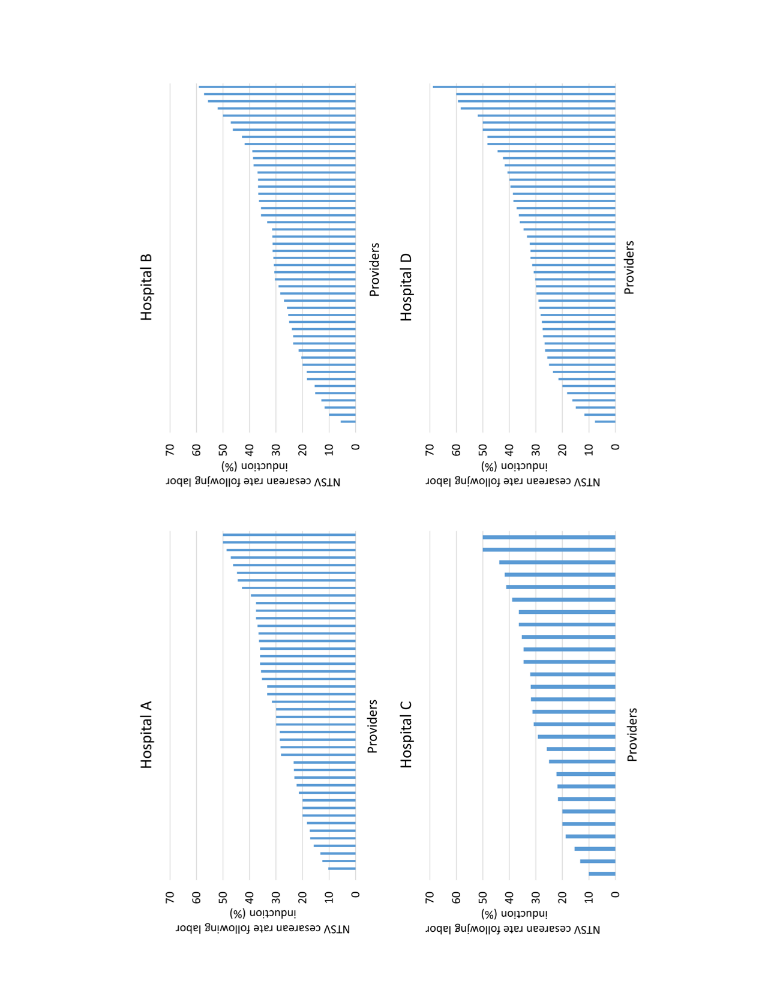 Hospital A
NTSV cesarean rate following labor
induction (%)
70
60
50
40
30
20
10
0
Providers
Hospital B
NTSV cesarean rate following labor
induction (%)
70
60
50
40
30
20
10
0
Providers
Hospital C
NTSV cesarean rate following labor
induction (%)
70
60
50
40
30
20
10
0
Providers
Hospital D
NTSV cesarean rate following labor
induction (%)
70
60
50
40
30
20
10
0
Providers